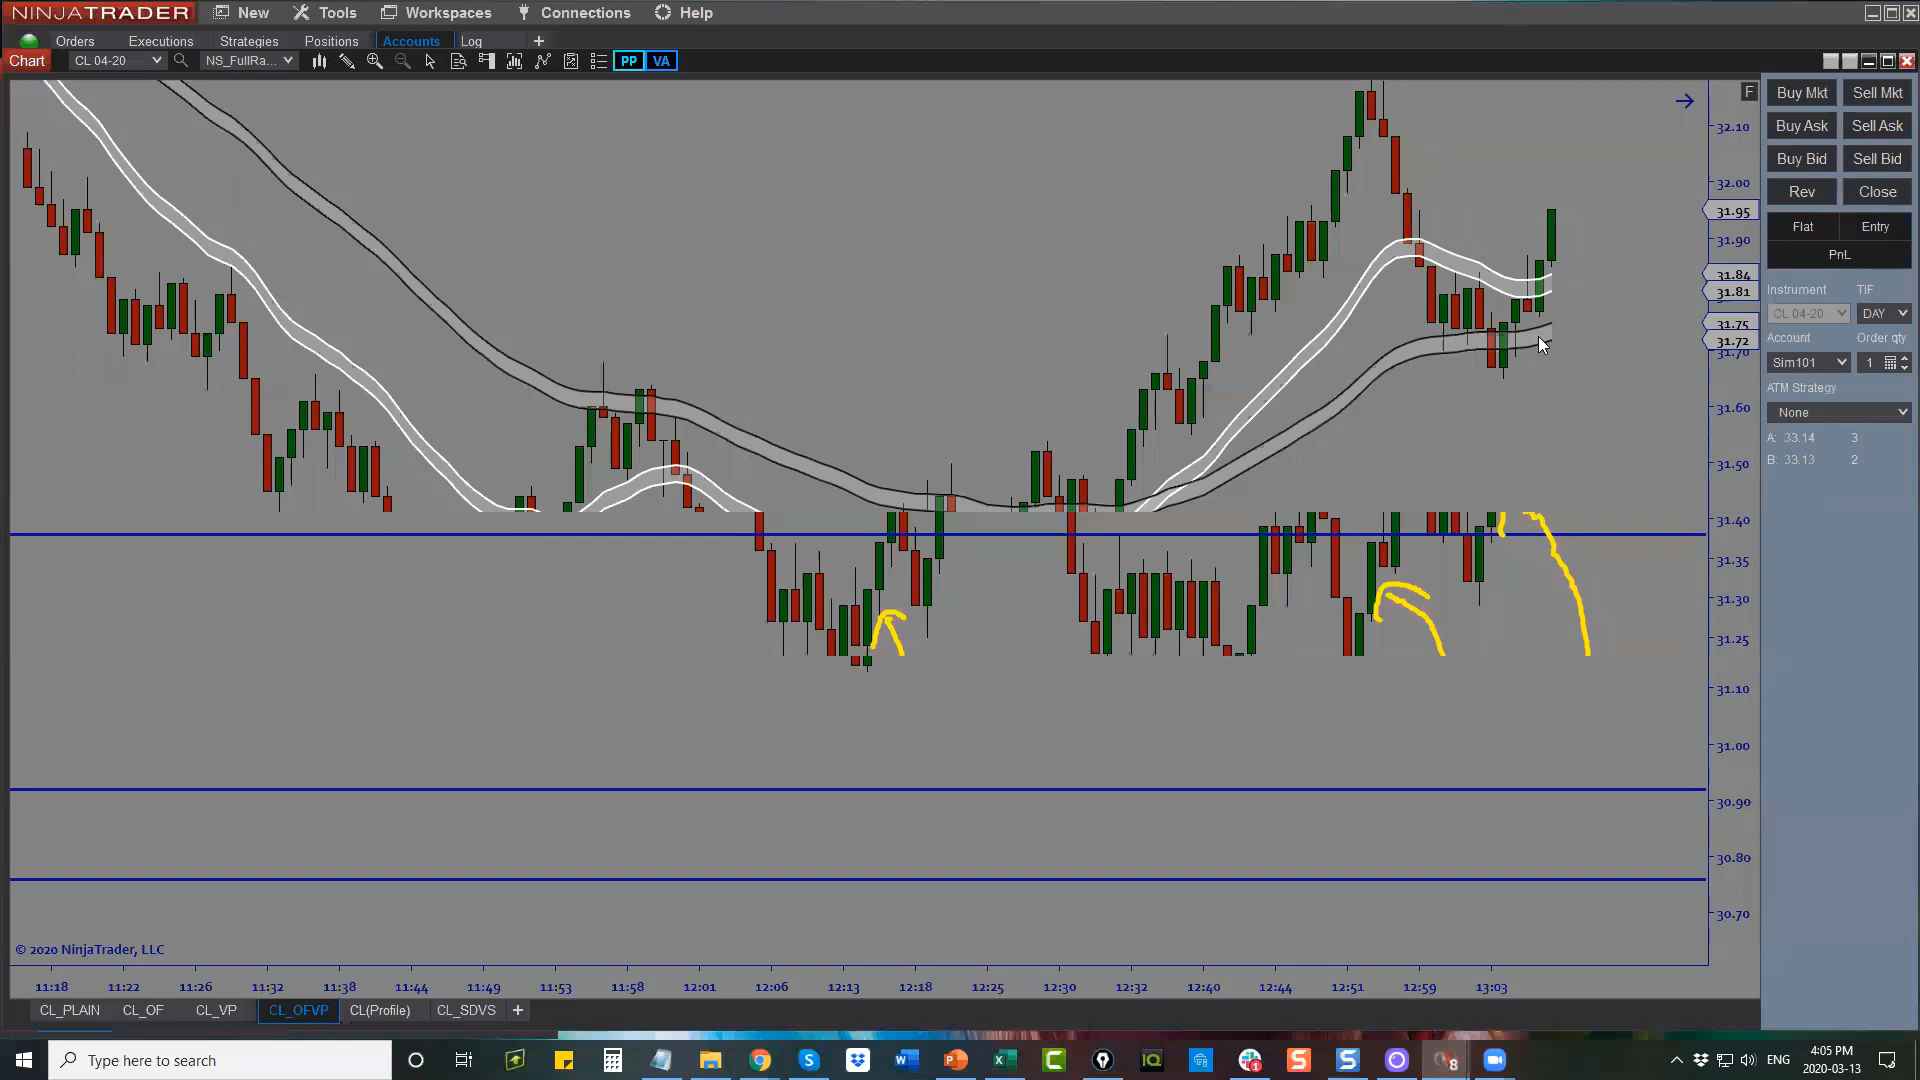 NINJATRADER New Tools Workspaces Connections Help
Orders Executions Strategies Positions Accounts Log +
Chart CL 04-20 NS_FullRa... PP VA
F
Buy Mkt Sell Mkt
Buy Ask Sell Ask
Buy Bid Sell Bid
Rev Close
Flat Entry
PnL
Instrument TIF
CL 04-20 DAY
Account Order qty
Sim101 1
ATM Strategy
None
A: 33.14 3
B: 33.13 2
32.10
32.00
31.95
31.90
31.84
31.81
31.75
31.72
31.70
31.60
31.50
31.40
31.35
31.30
31.25
31.10
31.00
30.90
30.80
30.70
© 2020 NinjaTrader, LLC
11:18 11:22 11:26 11:32 11:38 11:44 11:49 11:53 11:58 12:01 12:06 12:13 12:18 12:25 12:30 12:32 12:40 12:44 12:51 12:59 13:03
CL_PLAIN CL_OF CL_VP CL_OFVP CL(Profile) CL_SDVS +
Type here to search
ENG
4:05 PM
2020-03-13